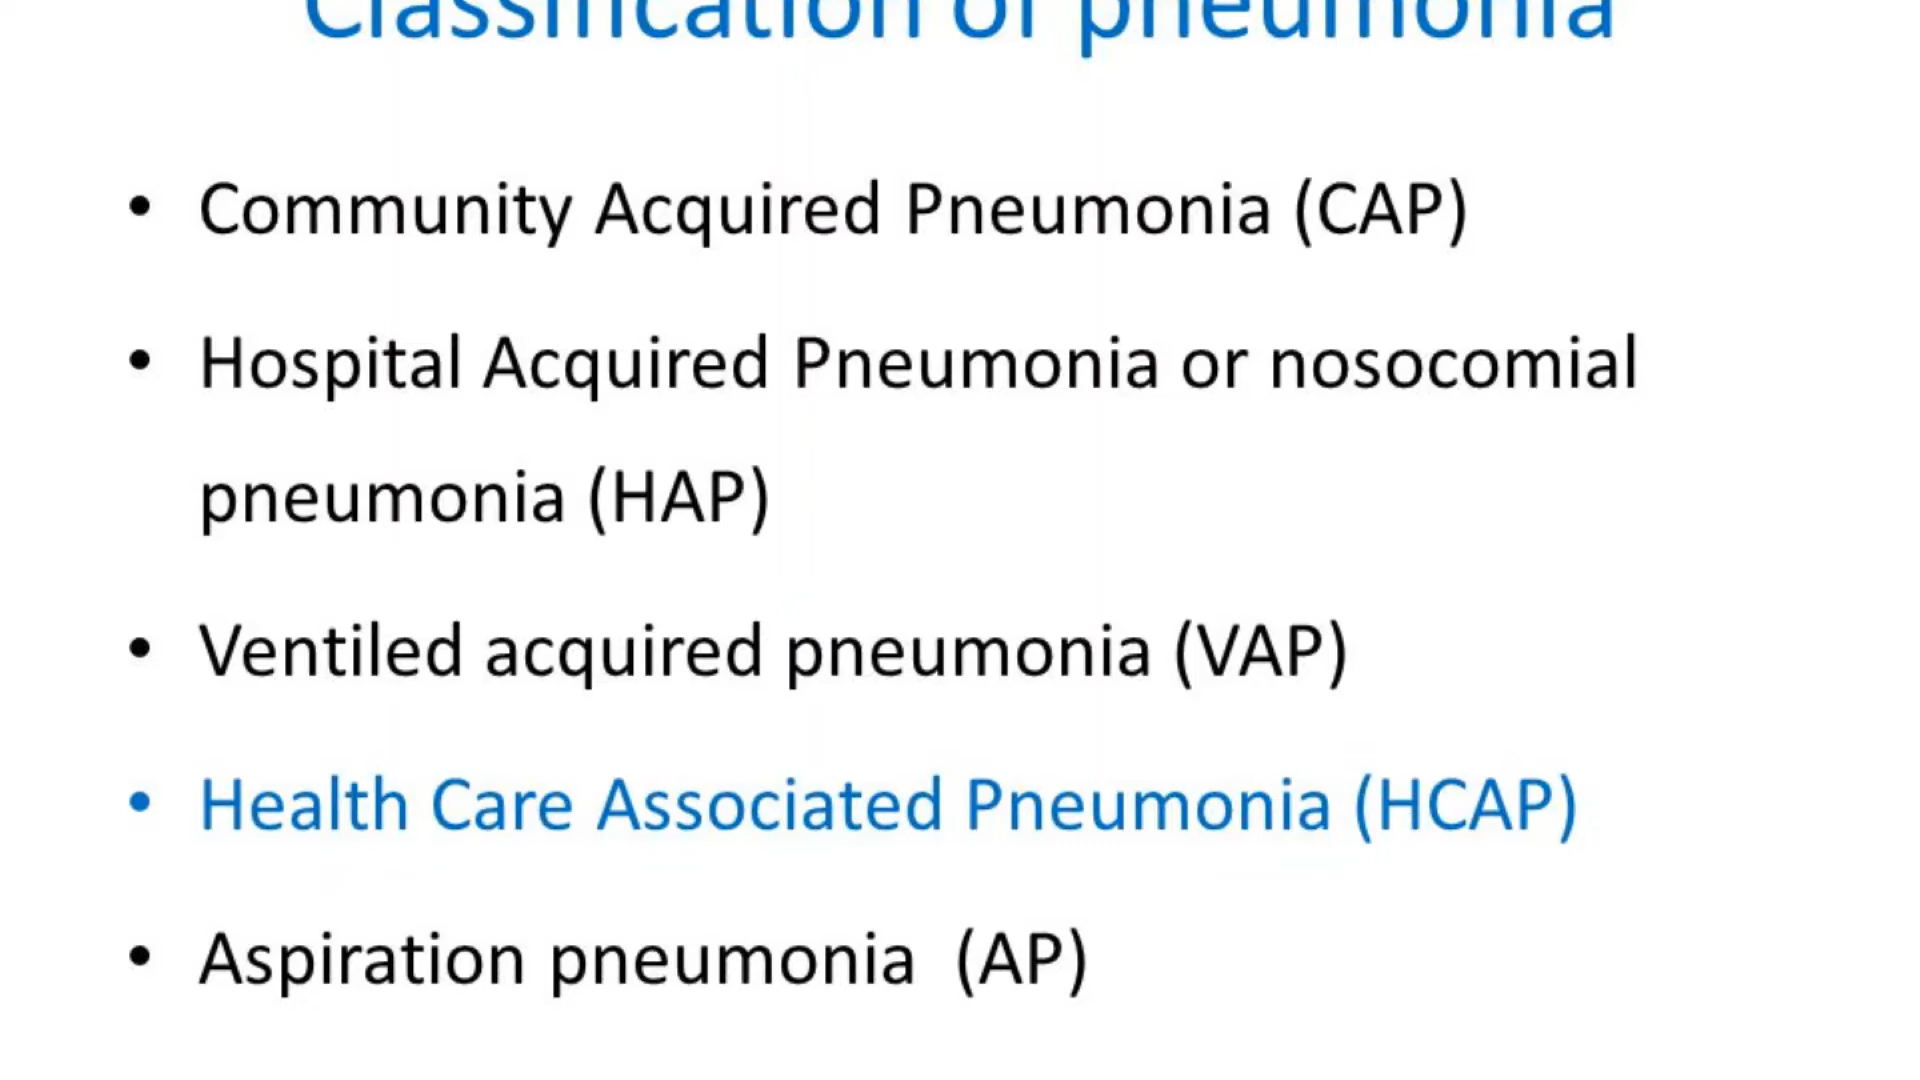 Classification of pneumonia
• Community Acquired Pneumonia (CAP)
• Hospital Acquired Pneumonia or nosocomial
pneumonia (HAP)
• Ventiled acquired pneumonia (VAP)
• Health Care Associated Pneumonia (HCAP)
• Aspiration pneumonia (AP)